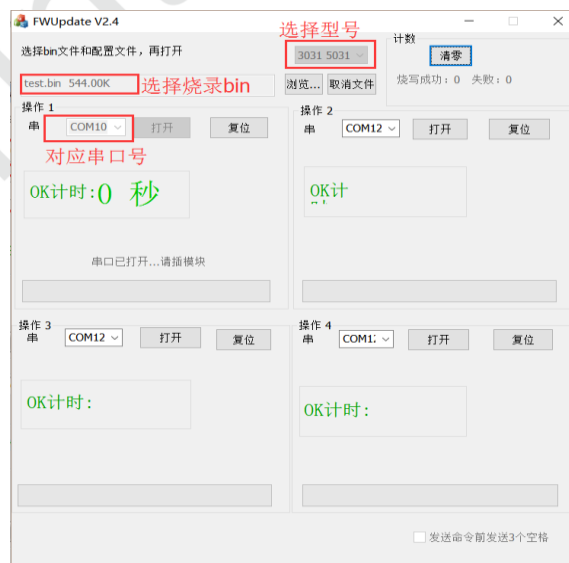 FWUpdate V2.4
选择型号
选择bin文件和配置文件，再打开
3031 5031
计数
清零
test.bin 544.00K
选择烧录bin
浏览...
取消文件
烧写成功：0 失败：0
操作 1
串
COM10
打开
复位
对应串口号
OK计时:0 秒
串口已打开...请插模块
操作 2
串
COM12
打开
复位
OK计
操作 3
串
COM12
打开
复位
OK计时:
操作 4
串
COM1:
打开
复位
OK计时:
发送命令前发送3个空格